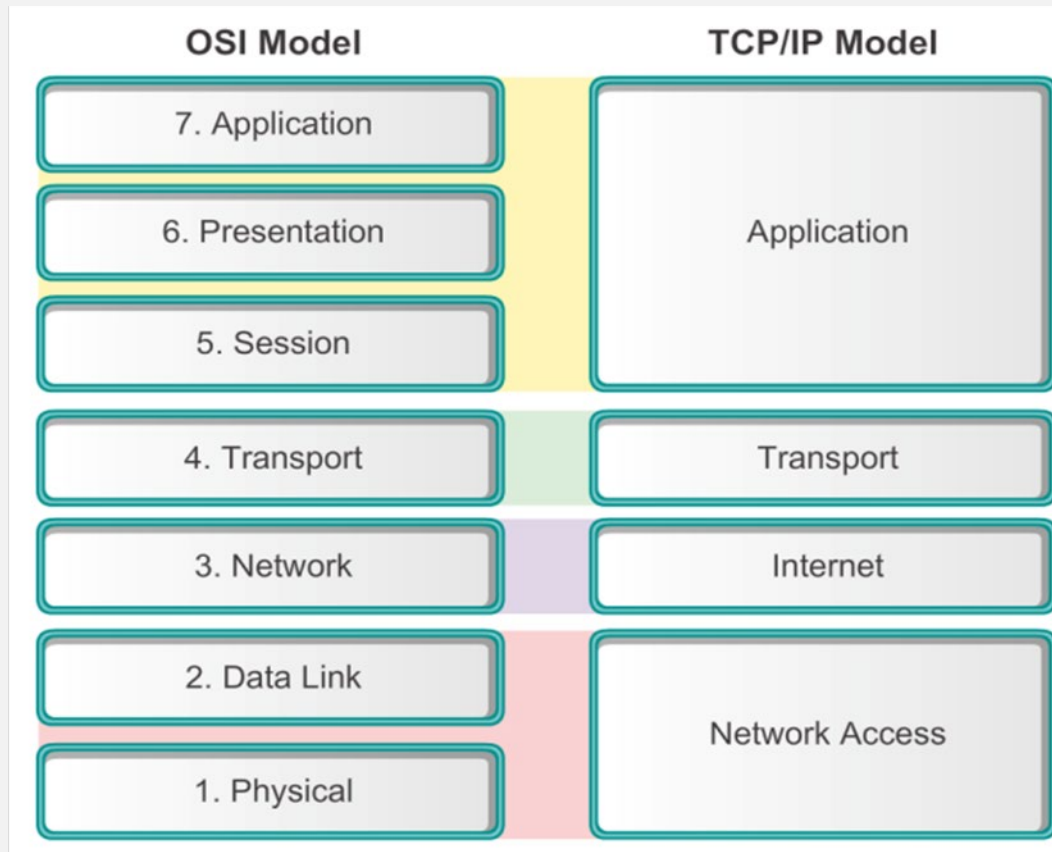 OSI Model
TCP/IP Model
7. Application
6. Presentation
5. Session
Application
4. Transport
Transport
3. Network
Internet
2. Data Link
1. Physical
Network Access